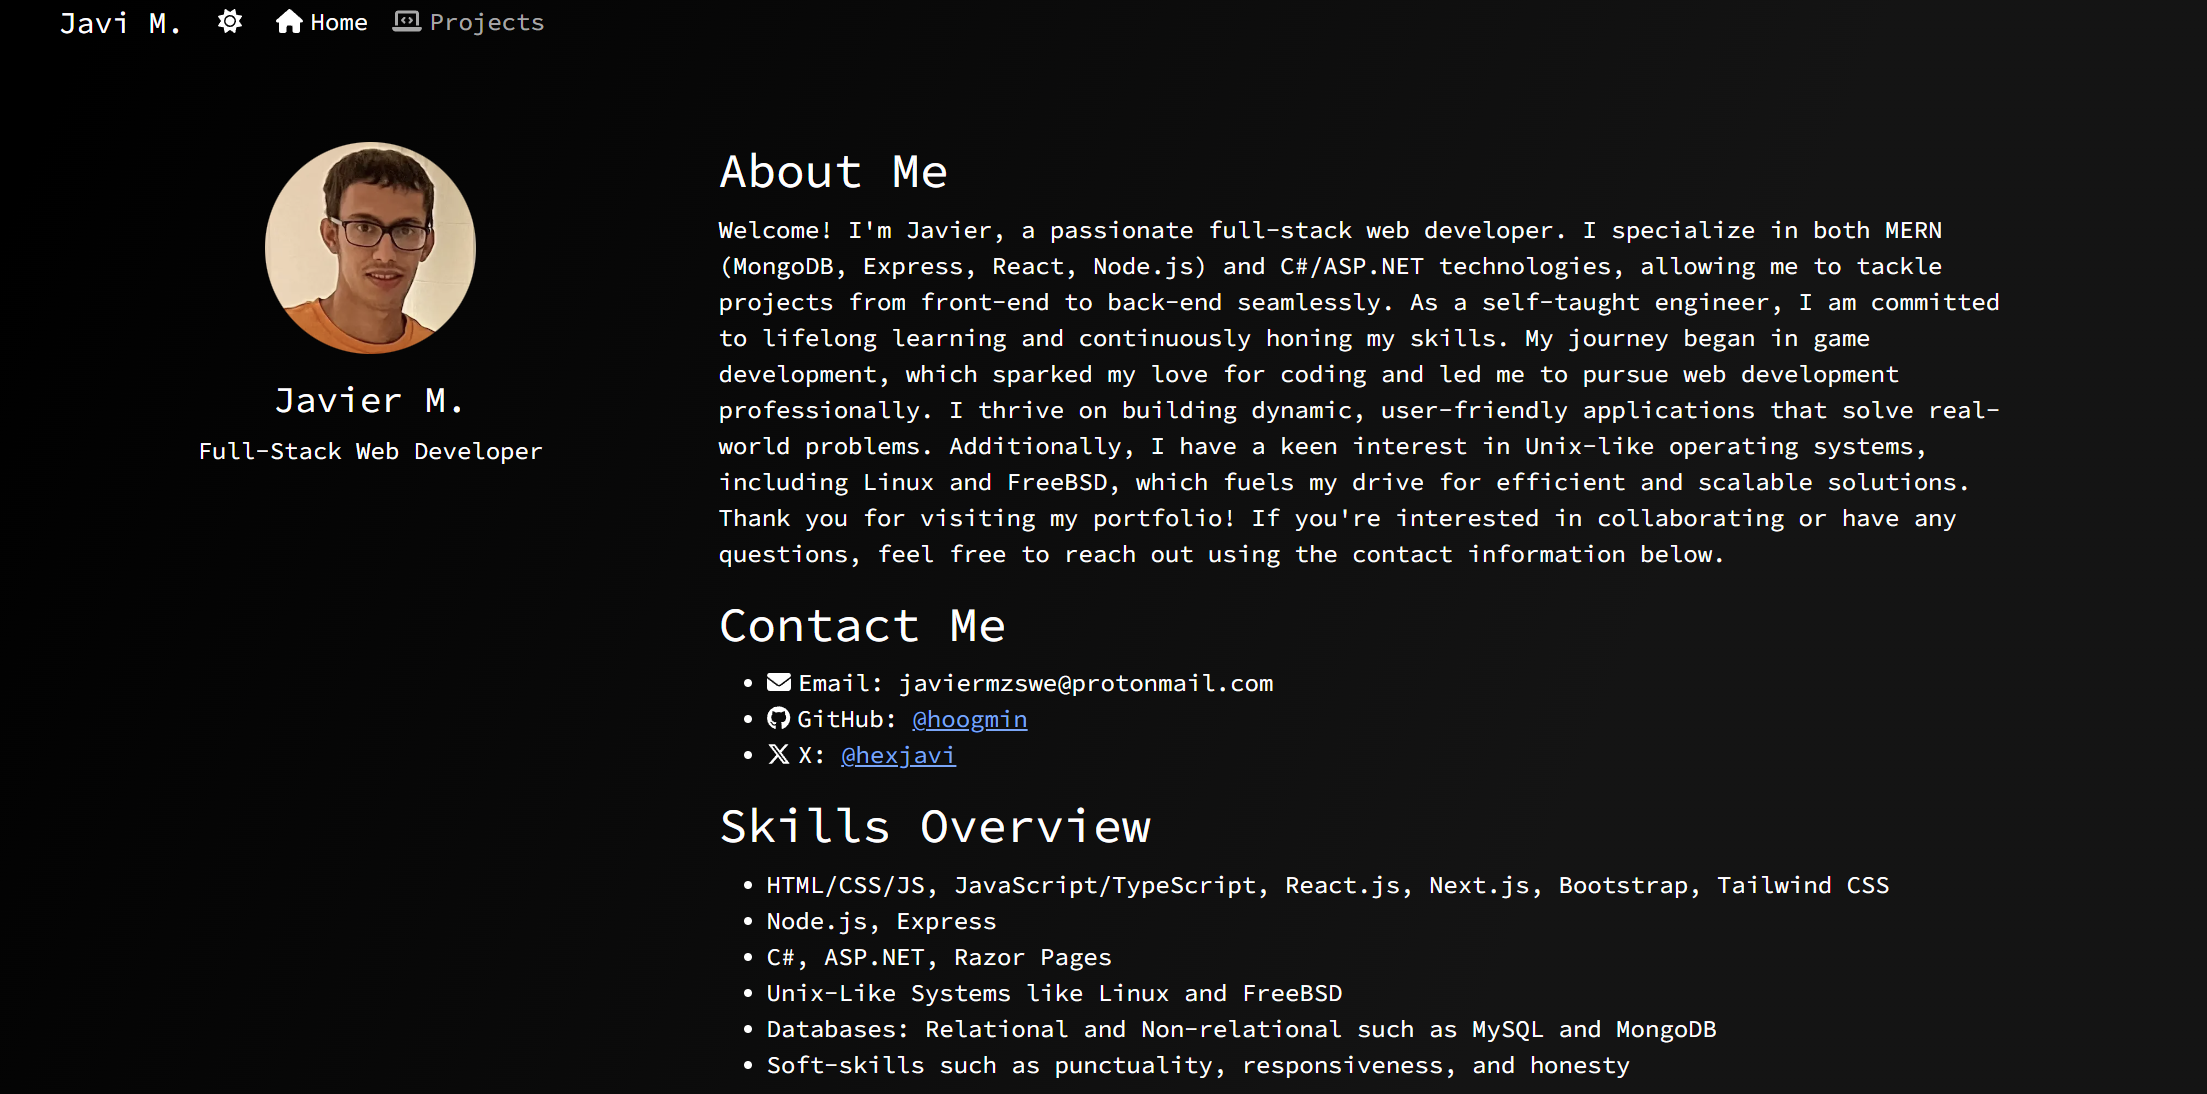 Javi M. Home Projects
Javier M.
Full-Stack Web Developer
About Me
Welcome! I'm Javier, a passionate full-stack web developer. I specialize in both MERN
(MongoDB, Express, React, Node.js) and C#/ASP.NET technologies, allowing me to tackle
projects from front-end to back-end seamlessly. As a self-taught engineer, I am committed
to lifelong learning and continuously honing my skills. My journey began in game
development, which sparked my love for coding and led me to pursue web development
professionally. I thrive on building dynamic, user-friendly applications that solve real-
world problems. Additionally, I have a keen interest in Unix-like operating systems,
including Linux and FreeBSD, which fuels my drive for efficient and scalable solutions.
Thank you for visiting my portfolio! If you're interested in collaborating or have any
questions, feel free to reach out using the contact information below.
Contact Me
• Email: javiermzswe@protonmail.com
• GitHub: @hoogmin
• X: @hexjavi
Skills Overview
• HTML/CSS/JS, JavaScript/TypeScript, React.js, Next.js, Bootstrap, Tailwind CSS
• Node.js, Express
• C#, ASP.NET, Razor Pages
• Unix-Like Systems like Linux and FreeBSD
• Databases: Relational and Non-relational such as MySQL and MongoDB
• Soft-skills such as punctuality, responsiveness, and honesty